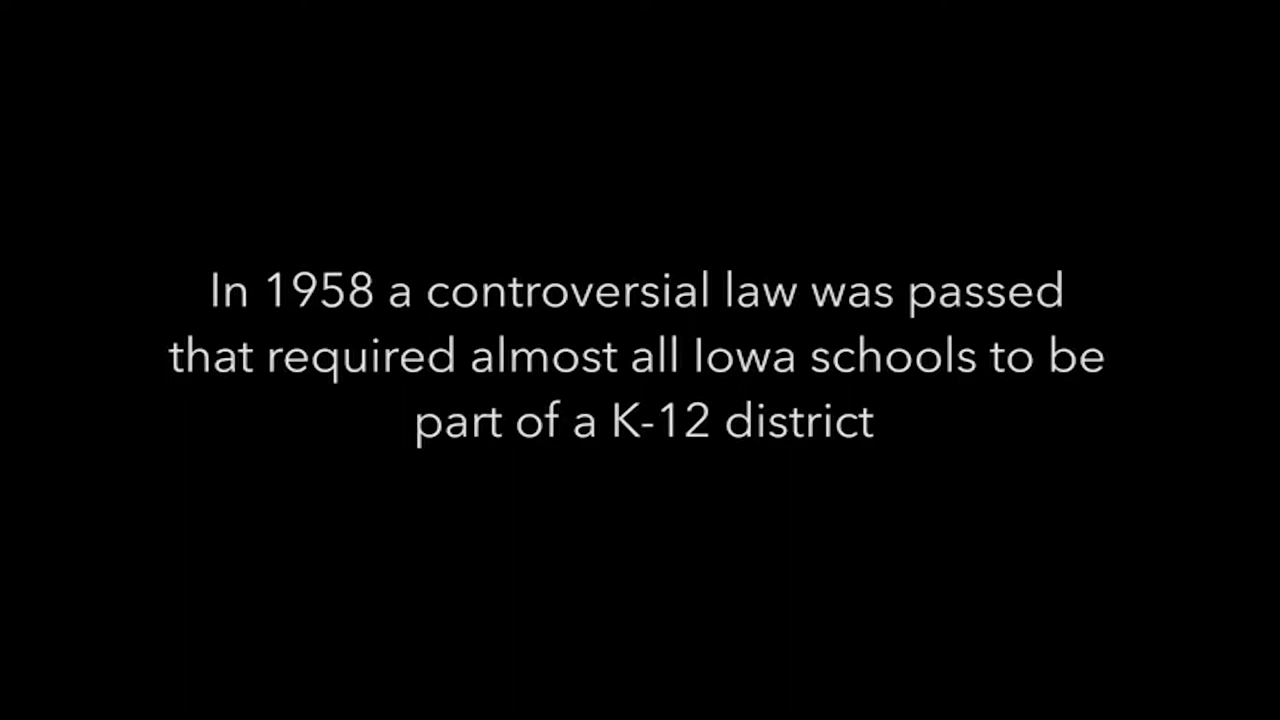 In 1958 a controversial law was passed
that required almost all Iowa schools to be
part of a K-12 district